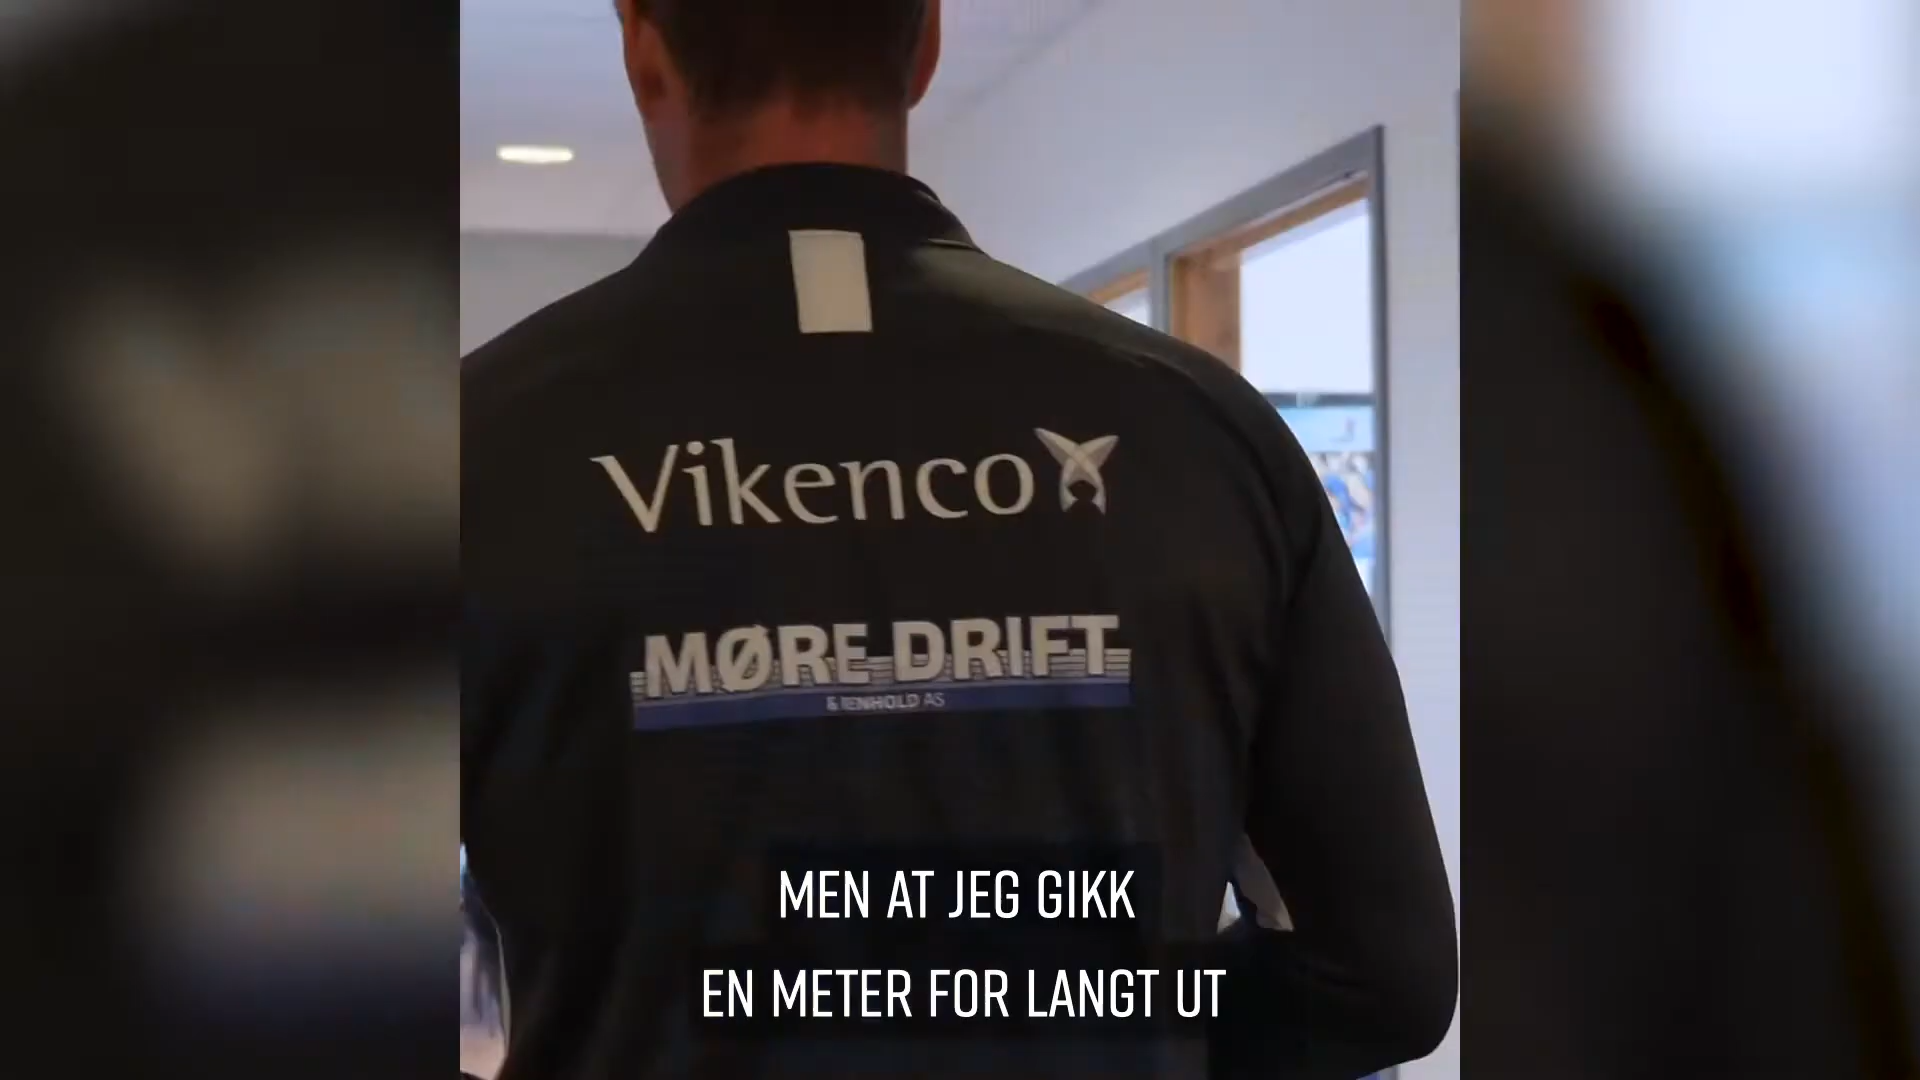 Vikenco
MØRE DRIFT
& RENHOLD AS
MEN AT JEG GIKK
EN METER FOR LANGT UT